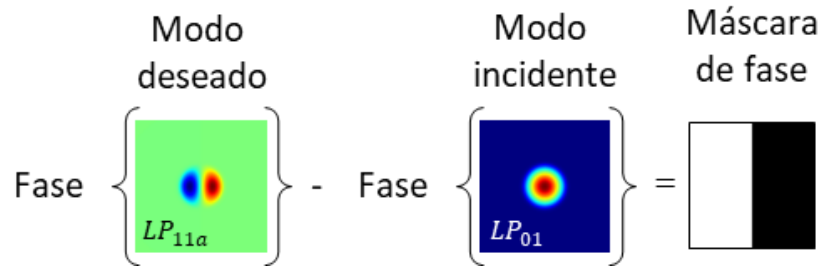 Modo
deseado
Modo
incidente
Máscara
de fase
Fase { LP₁₁ₐ } - Fase { LP₀₁ } =